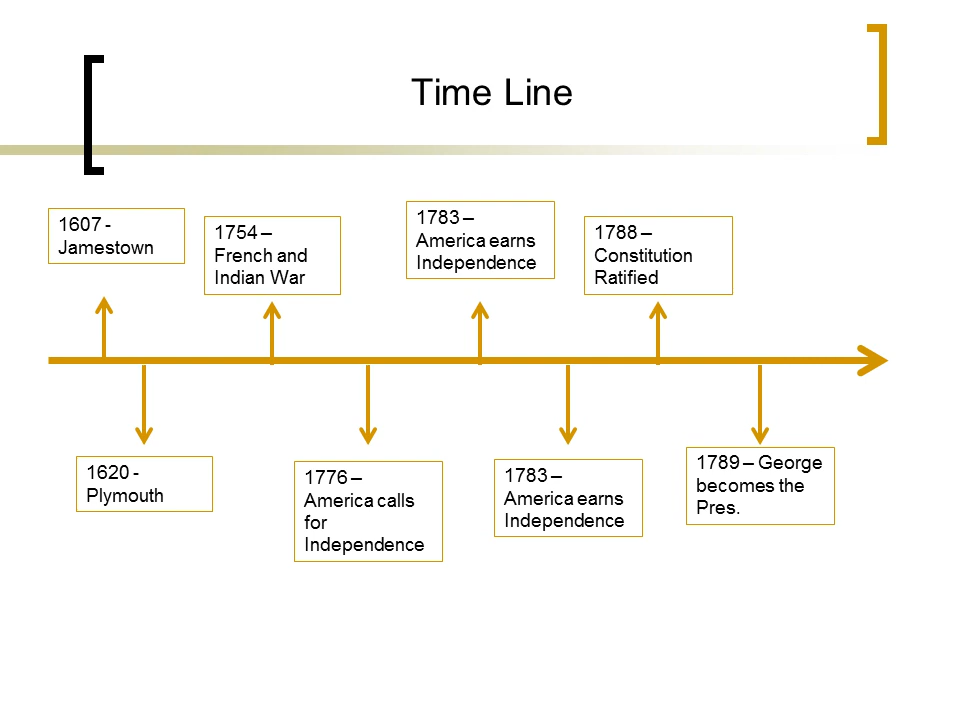 Time Line
1607 -
Jamestown
1754 –
French and
Indian War
1783 –
America earns
Independence
1788 –
Constitution
Ratified
1620 -
Plymouth
1776 –
America calls
for
Independence
1783 –
America earns
Independence
1789 – George
becomes the
Pres.